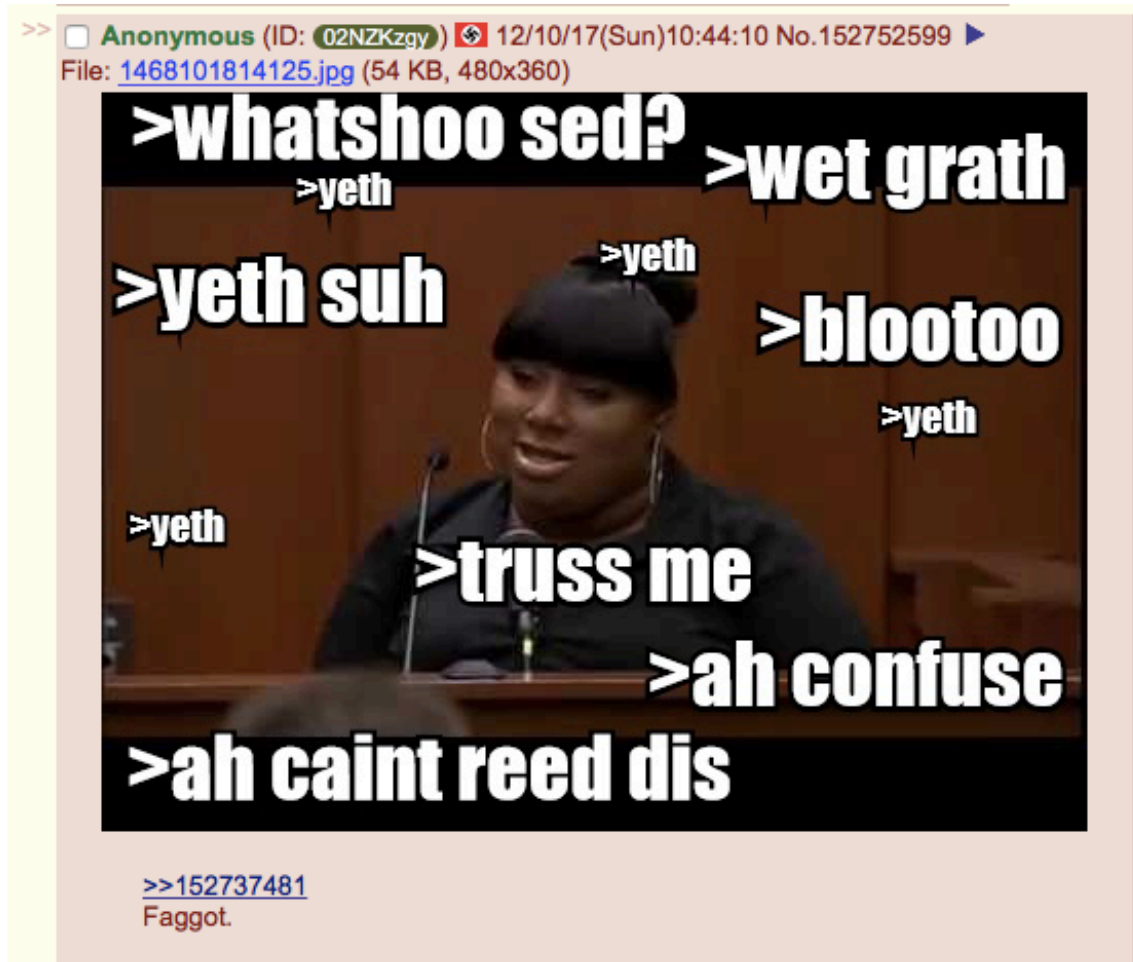 >> Anonymous (ID: 02NZKzgy) 12/10/17(Sun)10:44:10 No.152752599
File: 1468101814125.jpg (54 KB, 480x360)
>whatshoo sed?
>wet grath
>yeth
>yeth suh
>yeth
>blootoo
>yeth
>yeth
>truss me
>ah confuse
>ah caint reed dis
>>152737481
Faggot.